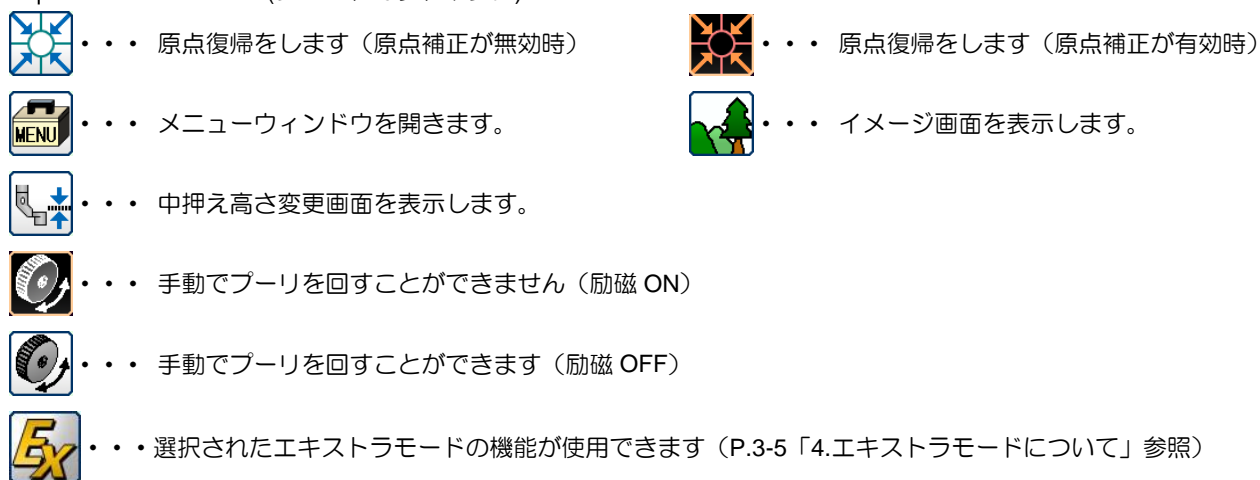 ・・・ 原点復帰をします（原点補正が無効時）
・・・ 原点復帰をします（原点補正が有効時）
MENU ・・・ メニューウィンドウを開きます。
・・・ イメージ画面を表示します。
・・・ 中押え高さ変更画面を表示します。
・・・ 手動でプーリを回すことができません（励磁 ON）
・・・ 手動でプーリを回すことができます（励磁 OFF）
Ex ・・・選択されたエキストラモードの機能が使用できます（P.3-5「4.エキストラモードについて」参照）